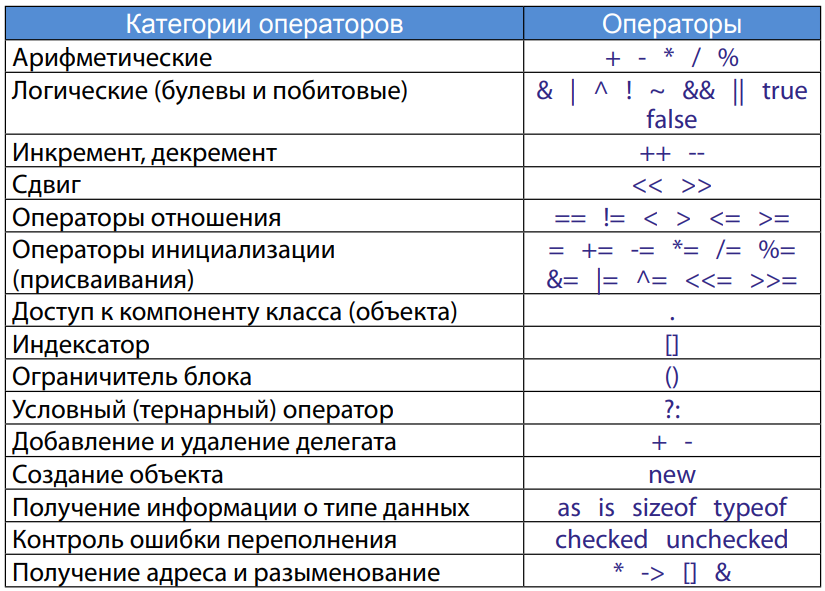 Категории операторов Операторы
Арифметические + - * / %
Логические (булевы и побитовые) & | ^ ! ~ && || true
false
Инкремент, декремент ++ --
Сдвиг << >>
Операторы отношения == != < > <= >=
Операторы инициализации = += -= *= /= %=
(присваивания) &= |= ^= <<= >>=
Доступ к компоненту класса (объекта) .
Индексатор []
Ограничитель блока ()
Условный (тернарный) оператор ?:
Добавление и удаление делегата + -
Создание объекта new
Получение информации о типе данных as is sizeof typeof
Контроль ошибки переполнения checked unchecked
Получение адреса и разыменование * -> [] &